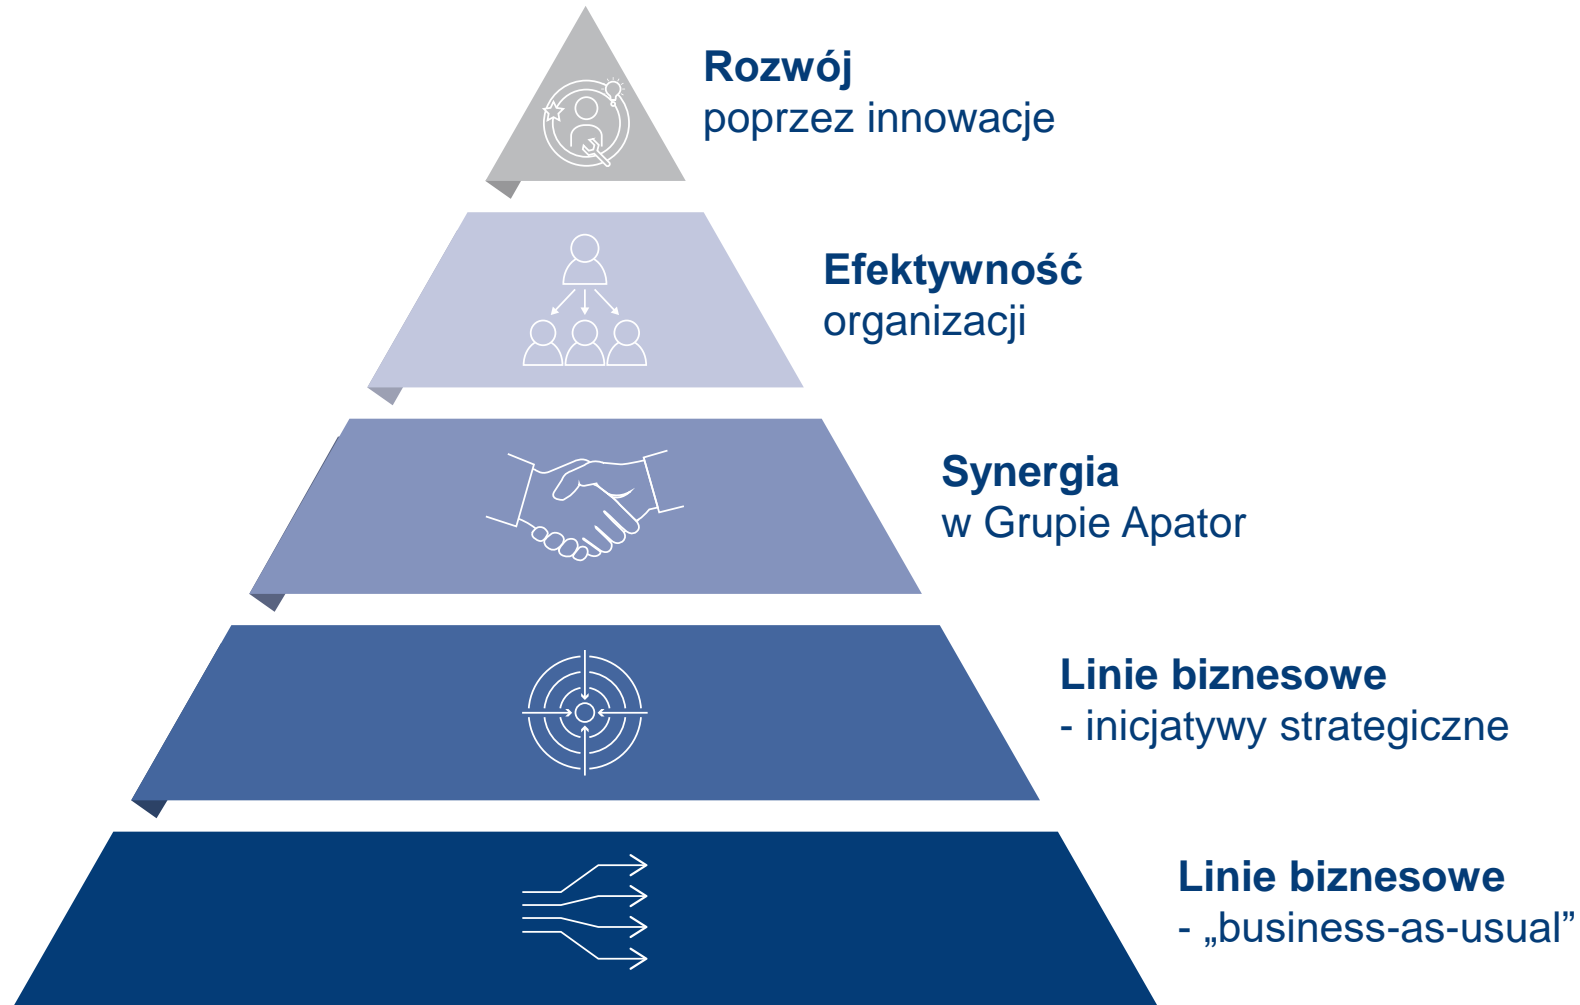 Rozwój
poprzez innowacje
Efektywność
organizacji
Synergia
w Grupie Apator
Linie biznesowe
- inicjatywy strategiczne
Linie biznesowe
- „business-as-usual”